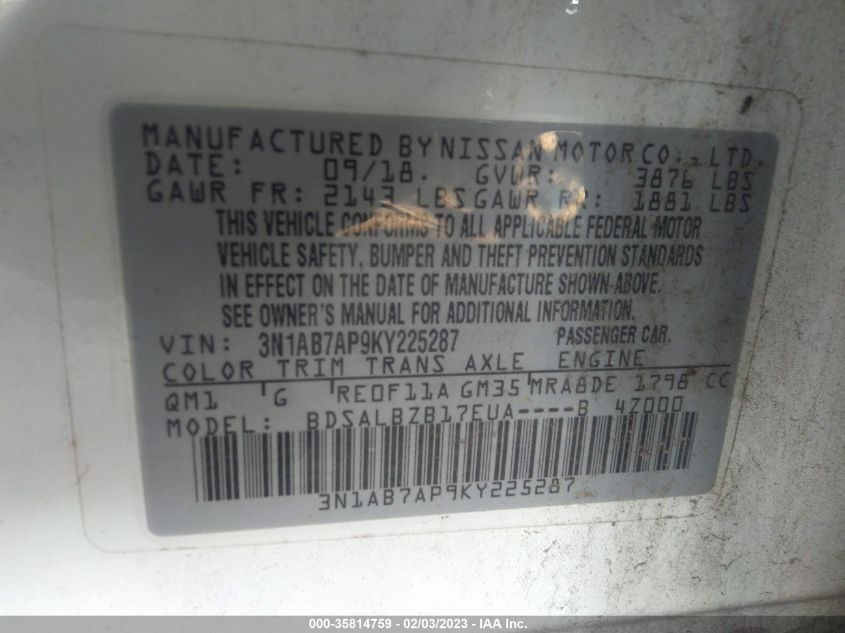 MANUFACTURED BY NISSAN MOTOR CO., LTD.
DATE: 09/18. GVWR: 3876 LBS
GAWR FR: 2143 LBS GAWR RR: 1881 LBS
THIS VEHICLE CONFORMS TO ALL APPLICABLE FEDERAL MOTOR
VEHICLE SAFETY, BUMPER AND THEFT PREVENTION STANDARDS
IN EFFECT ON THE DATE OF MANUFACTURE SHOWN ABOVE.
SEE OWNER'S MANUAL FOR ADDITIONAL INFORMATION.
VIN: 3N1AB7AP9KY225287 PASSENGER CAR.
COLOR TRIM TRANS AXLE ENGINE
QM1 G RE0F11A GM35 MRA8DE 1798 CC
MODEL: BDSALBZB17EUA----B 4Z000
3N1AB7AP9KY225287
000-35814759 - 02/03/2023 - IAA Inc.